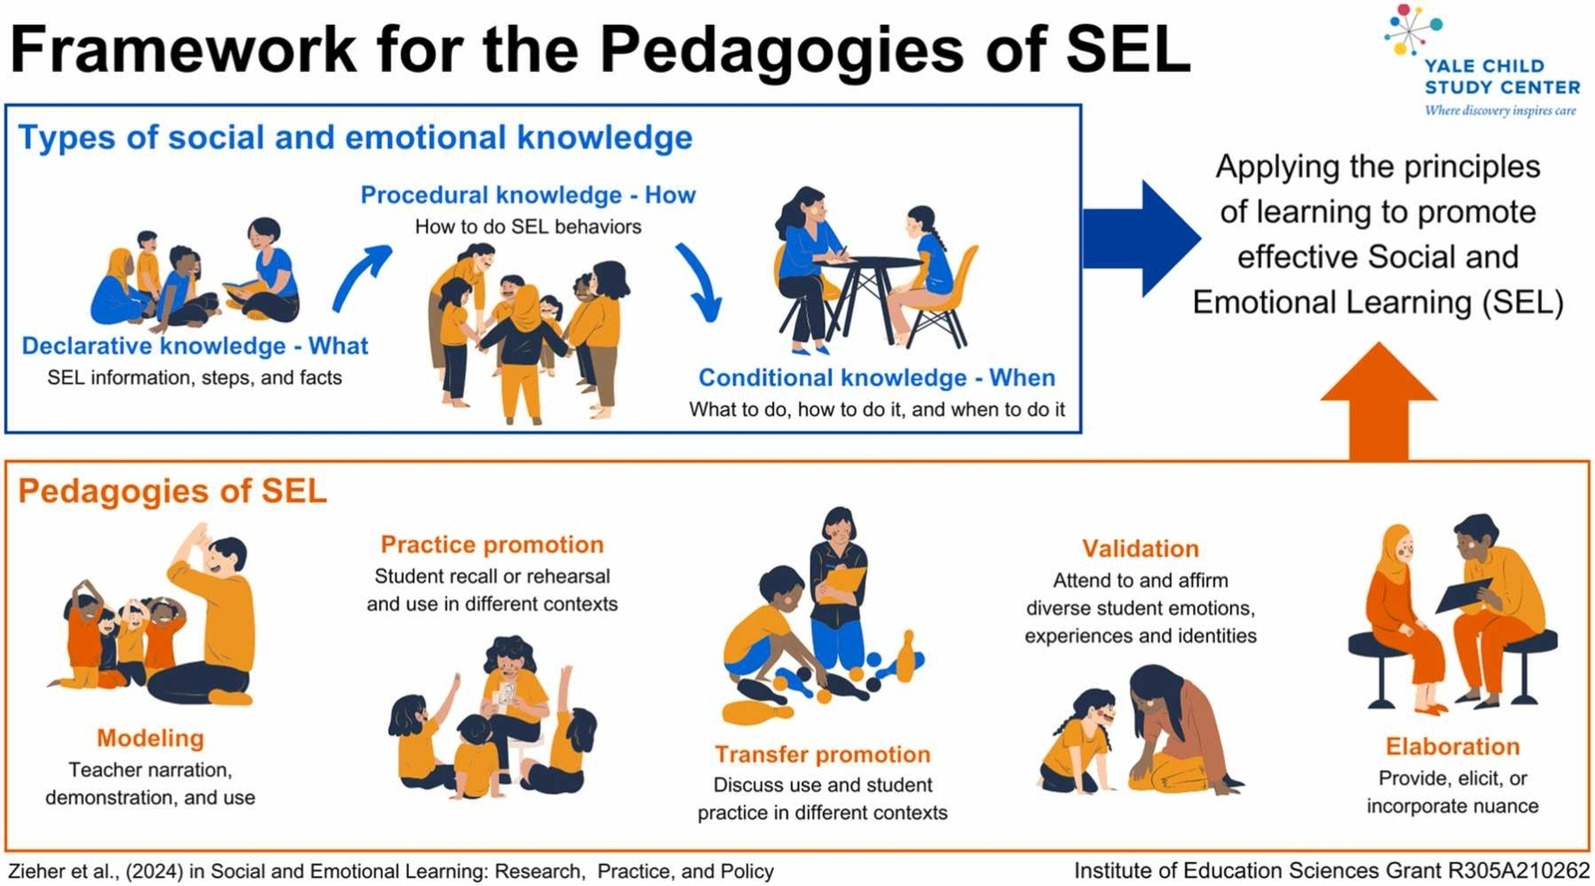 Framework for the Pedagogies of SEL
YALE CHILD
STUDY CENTER
Where discovery inspires care
Types of social and emotional knowledge
Declarative knowledge - What
SEL information, steps, and facts
Procedural knowledge - How
How to do SEL behaviors
Conditional knowledge - When
What to do, how to do it, and when to do it
Applying the principles
of learning to promote
effective Social and
Emotional Learning (SEL)
Pedagogies of SEL
Modeling
Teacher narration,
demonstration, and use
Practice promotion
Student recall or rehearsal
and use in different contexts
Transfer promotion
Discuss use and student
practice in different contexts
Validation
Attend to and affirm
diverse student emotions,
experiences and identities
Elaboration
Provide, elicit, or
incorporate nuance
Zieher et al., (2024) in Social and Emotional Learning: Research, Practice, and Policy
Institute of Education Sciences Grant R305A210262